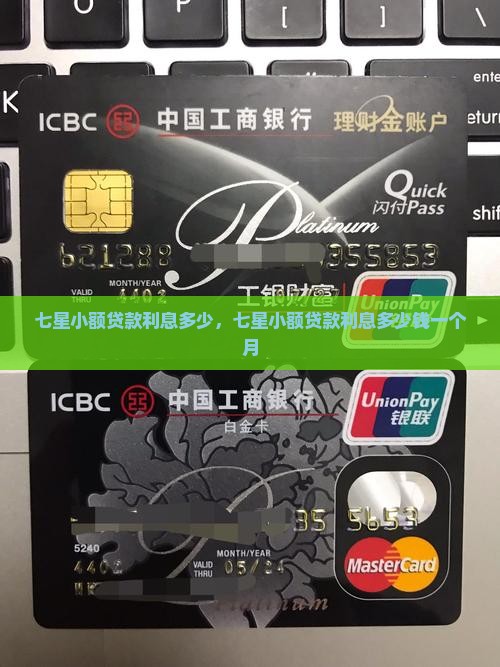 K
return
shift
ICBC 中国工商银行 理财金账户
Quick
闪付Pass
Platinum
621288 355853
MONTH/YEAR
VALID
THRU
工银财富
UnionPay
七星小额贷款利息多少，七星小额贷款利息多少钱一个
月
ICBC 中国工商银行
白金卡
UnionPay
银联
35 5653
5240
MONTH/YEAR
440 VALID
THRU 05/24
MasterCard
Platinum